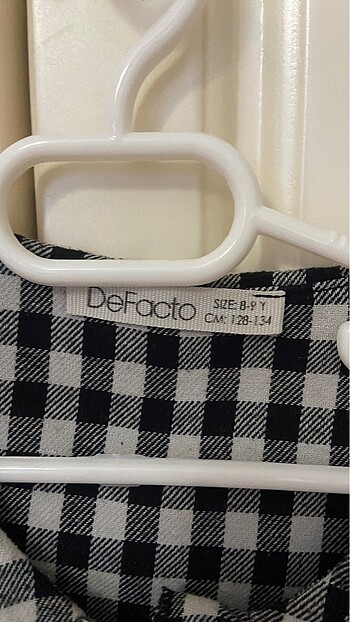 DeFacto
SIZE: 8-9 Y
CM: 128-134